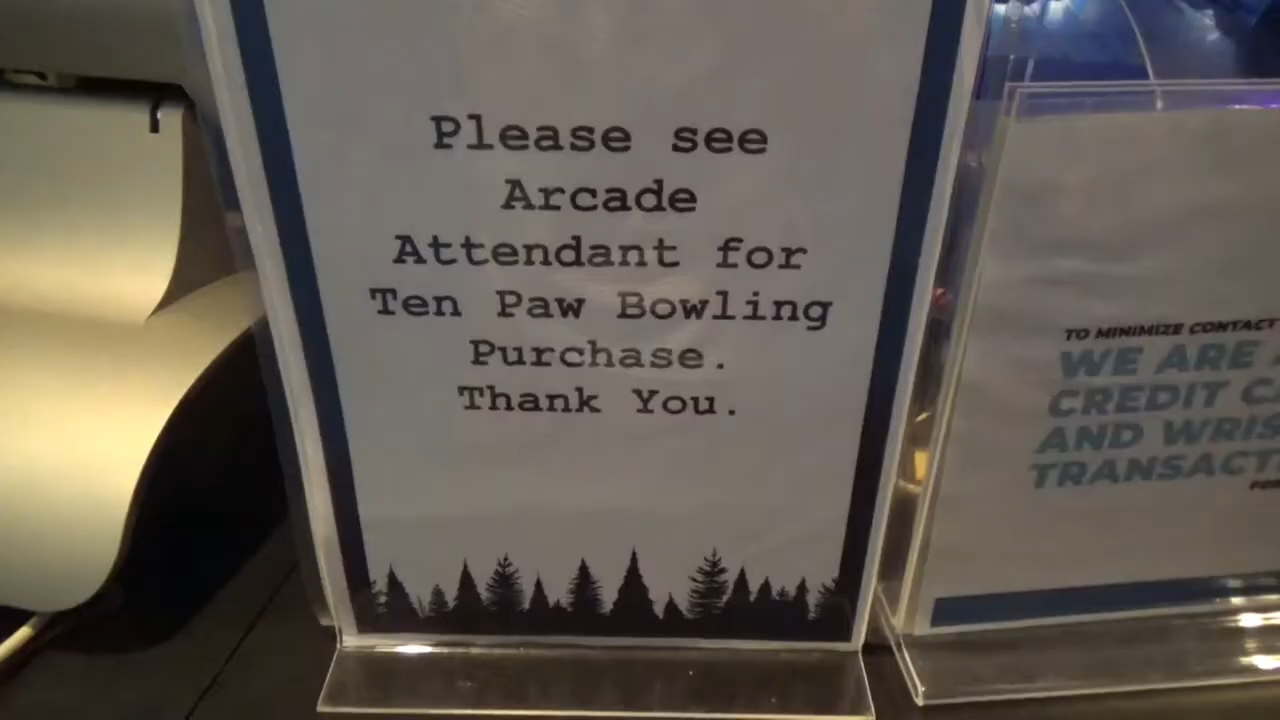 Please see
Arcade
Attendant for
Ten Paw Bowling
Purchase.
Thank You.
TO MINIMIZE CONTACT
WE ARE
CREDIT
AND
TRANSACT